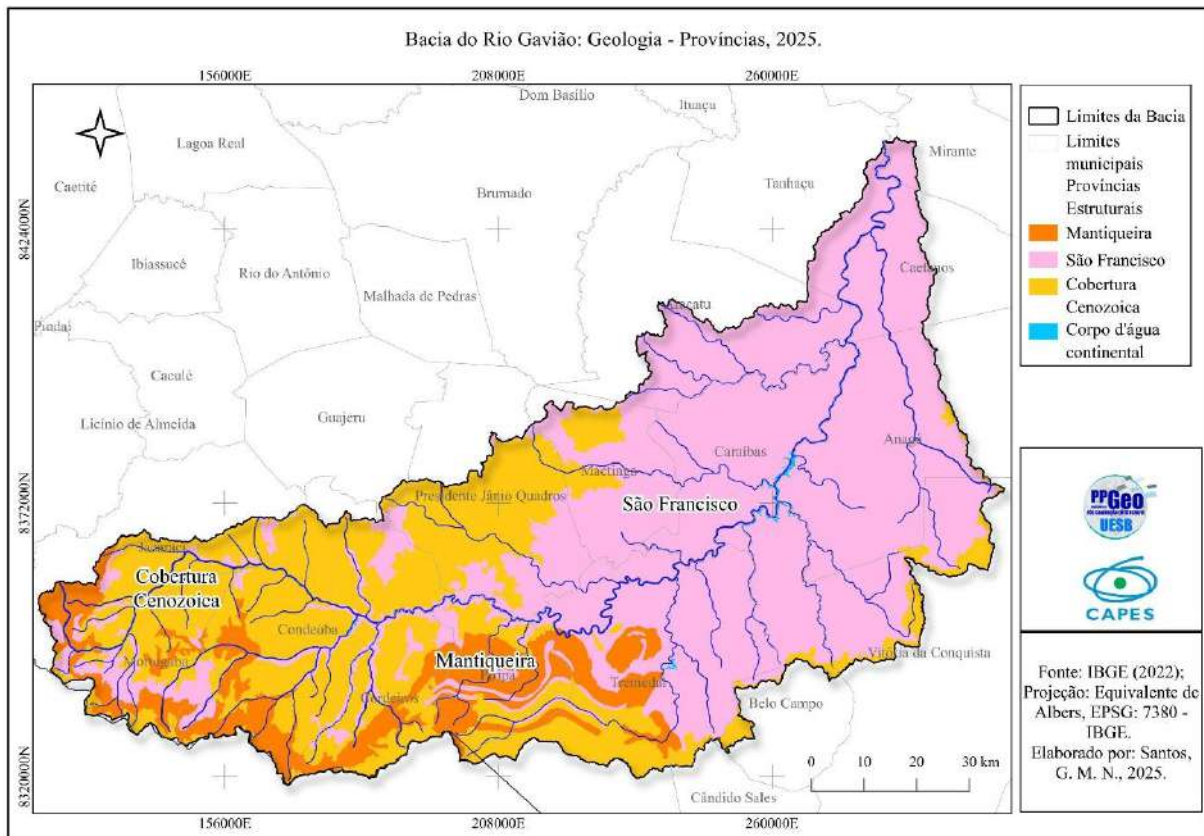 Bacia do Rio Gavião: Geologia - Províncias, 2025.
156000E
208000E
260000E
Dom Basílio
Ituaçu
Lagoa Real
Mirante
Caetité
Tanhaçu
Brumado
8424000N
Ibiassucê
Rio do Antônio
Caetanos
Malhada de Pedras
Aracatu
Pindaí
Caculé
Licínio de Almeida
Guajeru
Caraíbas
Anagé
Maetinga
Presidente Jânio Quadros
São Francisco
8372000N
Jacaraci
Cobertura
Cenozoica
Condeúba
Mortugaba
Mantiqueira
Piripá
Vitória da Conquista
Tremedal
Cordeiros
Belo Campo
8320000N
Cândido Sales
0 10 20 30 km
156000E
208000E
260000E
Limites da Bacia
Limites
municipais
Províncias
Estruturais
Mantiqueira
São Francisco
Cobertura
Cenozoica
Corpo d'água
continental
PPGeo
UESB
CAPES
Fonte: IBGE (2022);
Projeção: Equivalente de
Albers, EPSG: 7380 -
IBGE.
Elaborado por: Santos,
G. M. N., 2025.